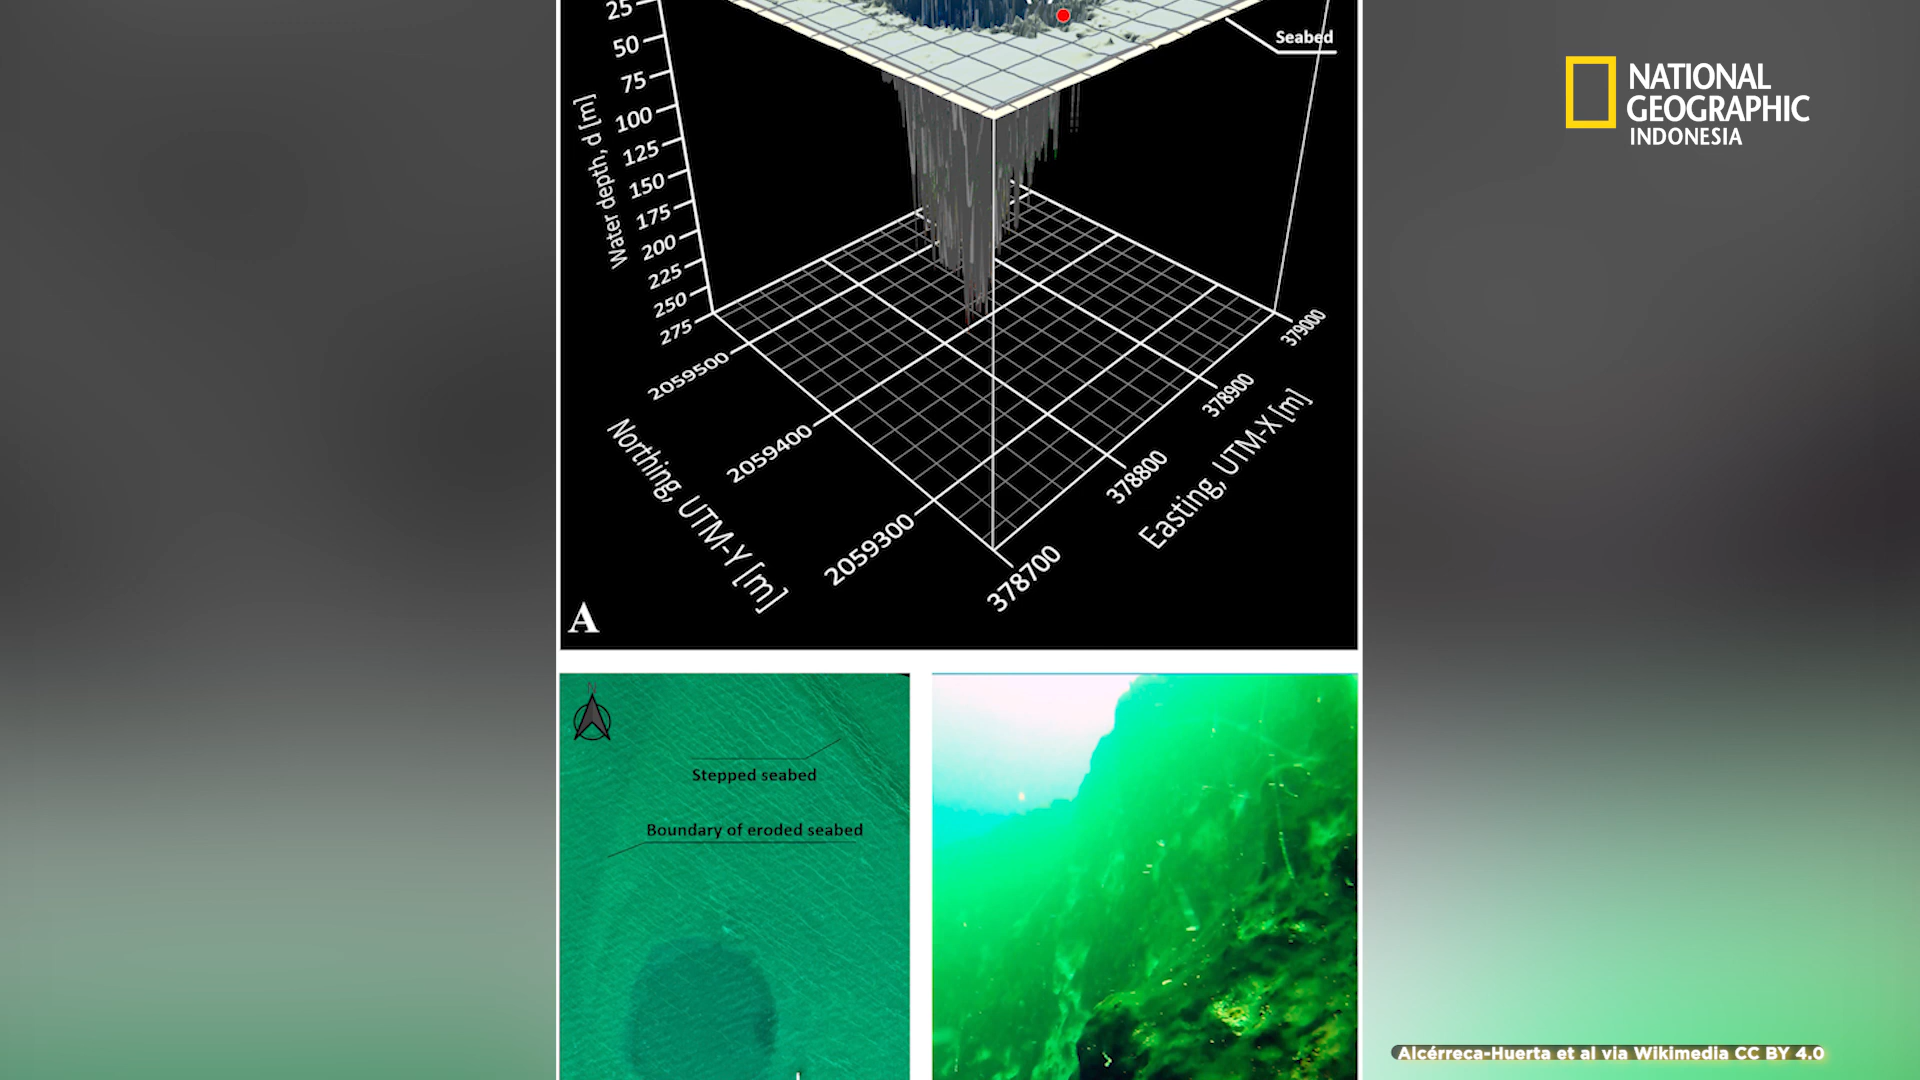 NATIONAL
GEOGRAPHIC
INDONESIA
Seabed
25
50
75
100
125
150
175
200
225
250
275
Water depth, d [m]
2059500
2059400
2059300
Northing, UTM-Y [m]
379000
378900
378800
378700
Easting, UTM-X [m]
A
N
Stepped seabed
Boundary of eroded seabed
Alcérreca-Huerta et al via Wikimedia CC BY 4.0